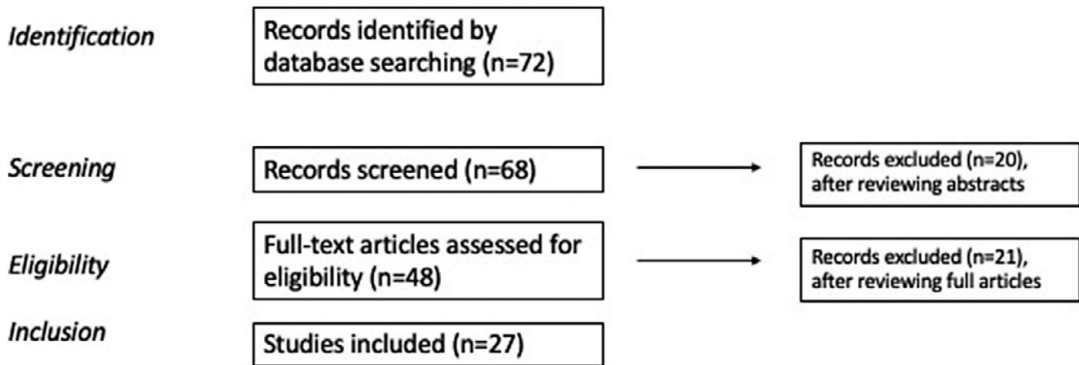 Identification
Records identified by
database searching (n=72)
Screening
Records screened (n=68)
Records excluded (n=20),
after reviewing abstracts
Eligibility
Full-text articles assessed for
eligibility (n=48)
Records excluded (n=21),
after reviewing full articles
Inclusion
Studies included (n=27)